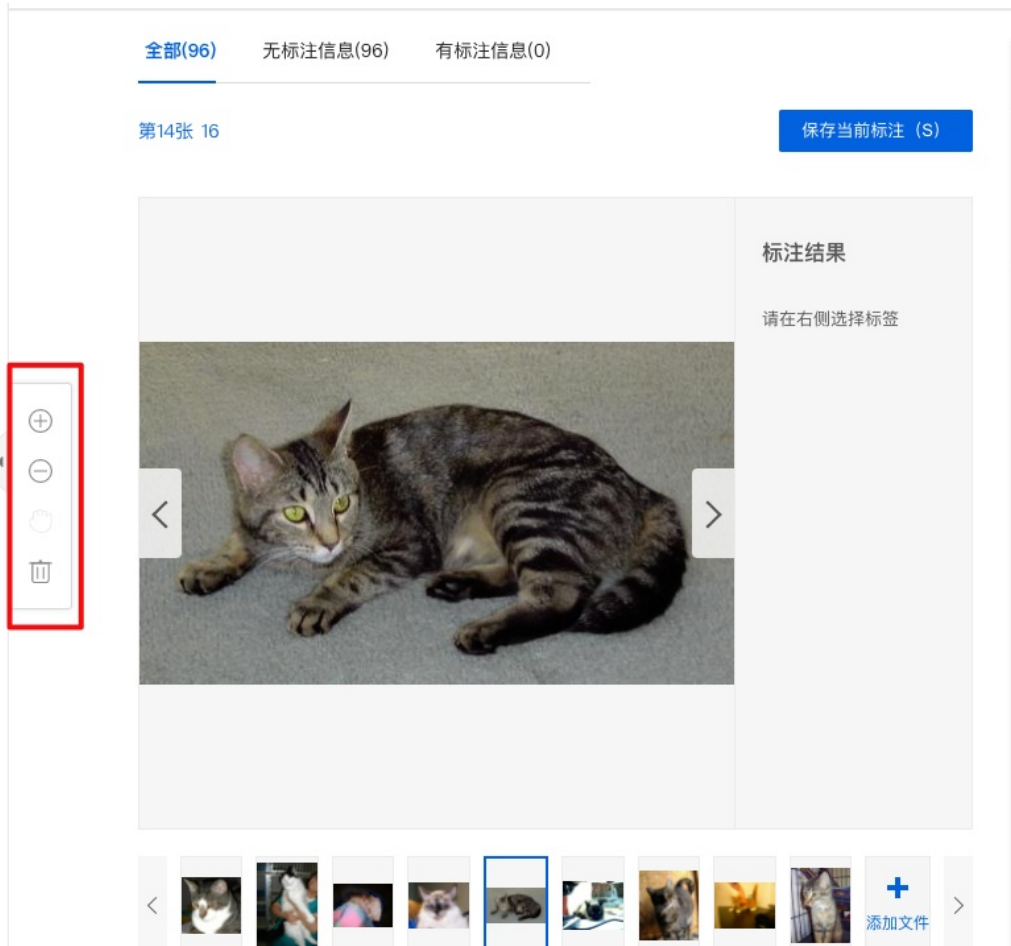 全部(96) 无标注信息(96) 有标注信息(0)
第14张 16
保存当前标注（S）
标注结果
请在右侧选择标签
添加文件